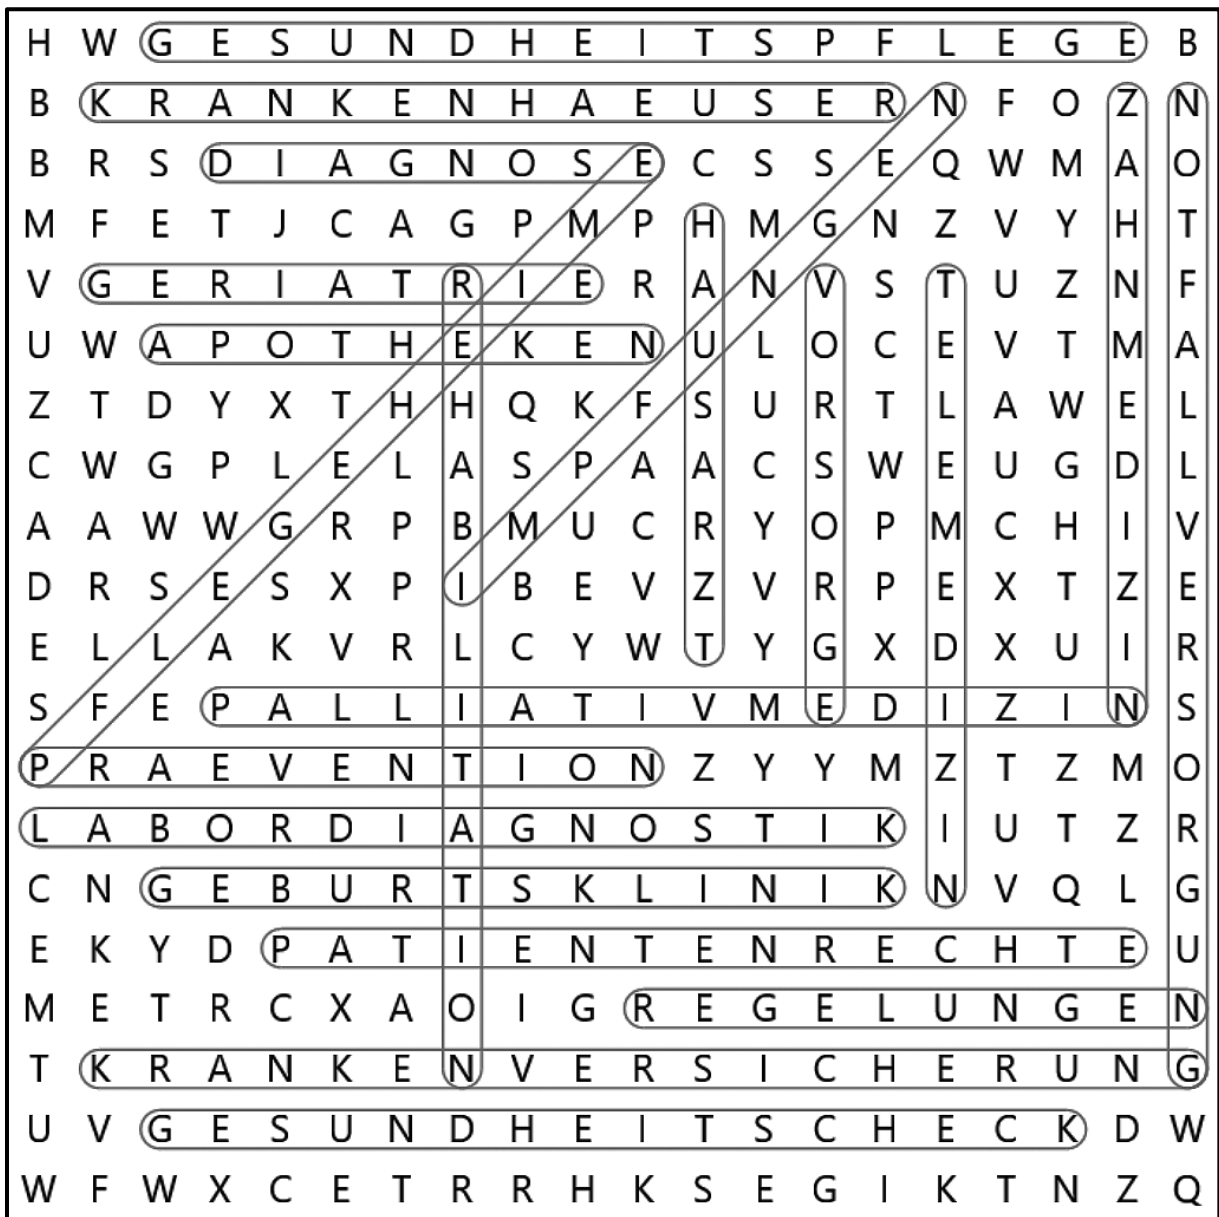 H W G E S U N D H E I T S P F L E G E B
B K R A N K E N H A E U S E R N F O Z N
B R S D I A G N O S E C S S E Q W M A O
M F E T J C A G P M P H M G N Z V Y H T
V G E R I A T R I E R A N V S T U Z N F
U W A P O T H E K E N U L O C E V T M A
Z T D Y X T H H Q K F S U R T L A W E L
C W G P L E L A S P A A C S W E U G D L
A A W W G R P B M U C R Y O P M C H I V
D R S E S X P I B E V Z V R P E X T Z E
E L L A K V R L C Y W T Y G X D X U I R
S F E P A L L I A T I V M E D I Z I N S
P R A E V E N T I O N Z Y Y M Z T Z M O
L A B O R D I A G N O S T I K I U T Z R
C N G E B U R T S K L I N I K N V Q L G
E K Y D P A T I E N T E N R E C H T E U
M E T R C X A O I G R E G E L U N G E N
T K R A N K E N V E R S I C H E R U N G
U V G E S U N D H E I T S C H E C K D W
W F W X C E T R R H K S E G I K T N Z Q